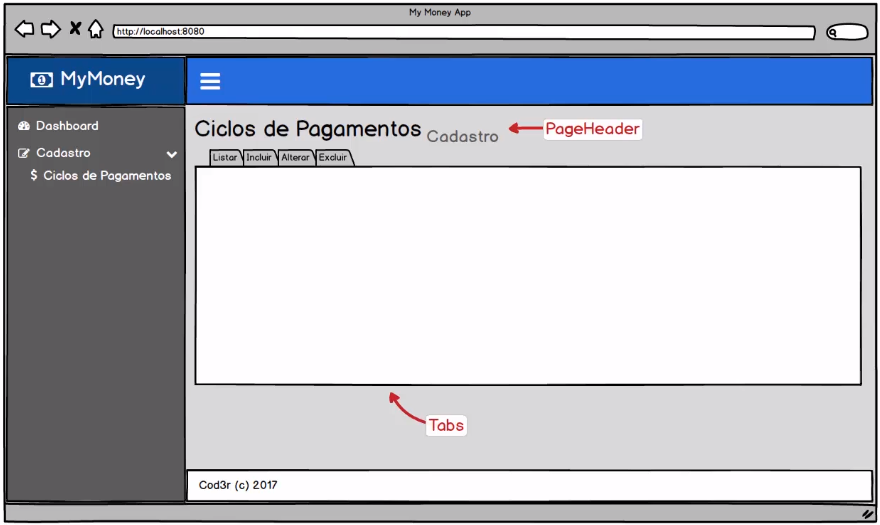 My Money App
http://localhost:8080
MyMoney
Dashboard
Cadastro
$ Ciclos de Pagamentos
Ciclos de Pagamentos Cadastro
PageHeader
Listar Incluir Alterar Excluir
Tabs
Cod3r (c) 2017